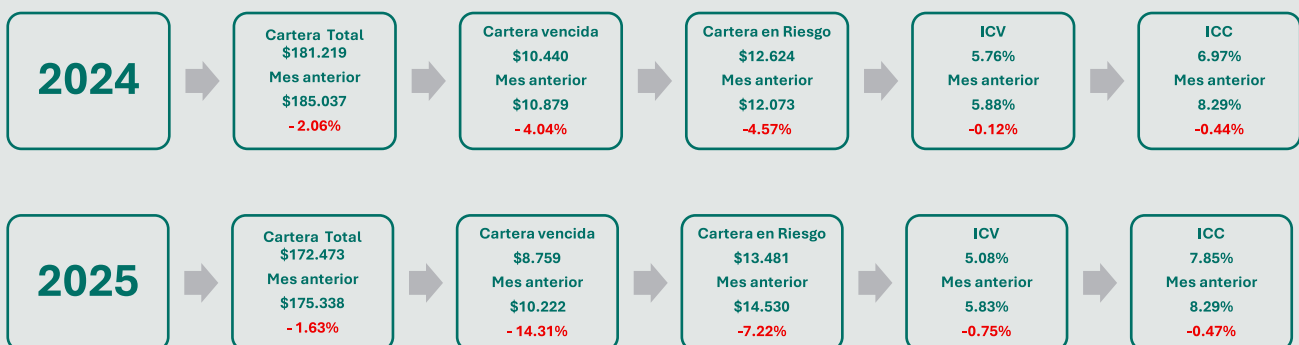 2024
Cartera Total
$181.219
Mes anterior
$185.037
- 2.06%
Cartera vencida
$10.440
Mes anterior
$10.879
- 4.04%
Cartera en Riesgo
$12.624
Mes anterior
$12.073
-4.57%
ICV
5.76%
Mes anterior
5.88%
-0.12%
ICC
6.97%
Mes anterior
8.29%
-0.44%
2025
Cartera Total
$172.473
Mes anterior
$175.338
- 1.63%
Cartera vencida
$8.759
Mes anterior
$10.222
- 14.31%
Cartera en Riesgo
$13.481
Mes anterior
$14.530
-7.22%
ICV
5.08%
Mes anterior
5.83%
-0.75%
ICC
7.85%
Mes anterior
8.29%
-0.47%